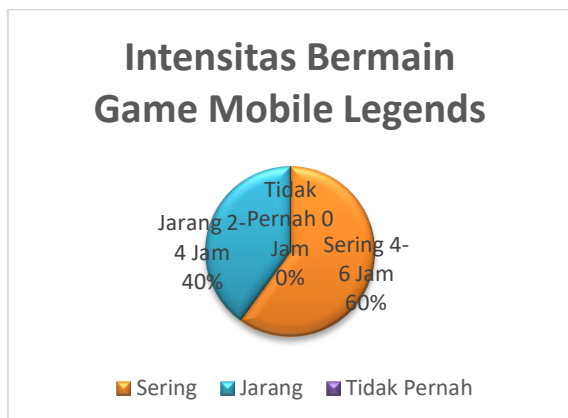 Intensitas Bermain
Game Mobile Legends
Tidak
Pernah 0
Jam
0%
Jarang 2-
4 Jam
40%
Sering 4-
6 Jam
60%
Sering Jarang Tidak Pernah